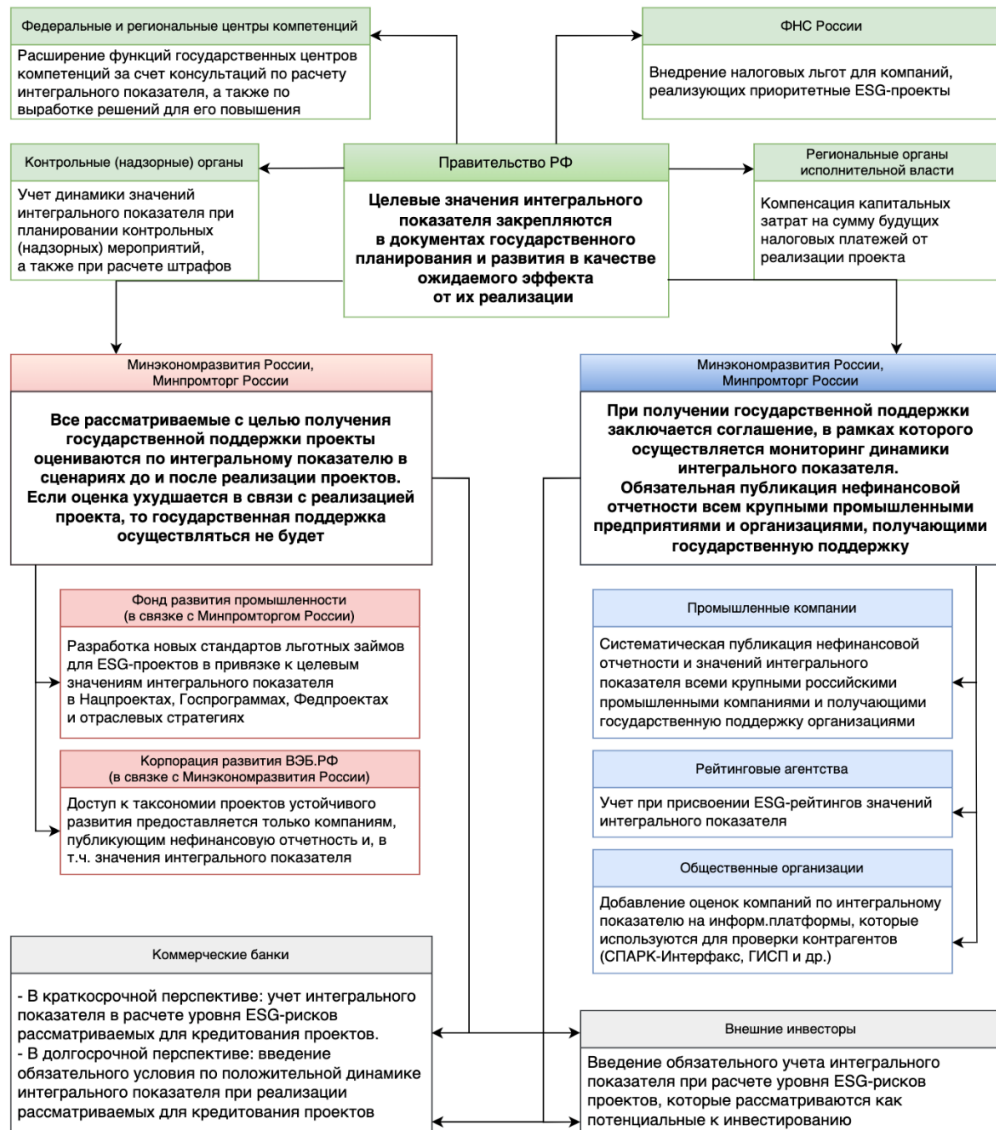 Федеральные и региональные центры компетенций
Расширение функций государственных центров
компетенций за счет консультаций по расчету
интегрального показателя, а также по
выработке решений для его повышения
ФНС России
Внедрение налоговых льгот для компаний,
реализующих приоритетные ESG-проекты
Контрольные (надзорные) органы
Учет динамики значений
интегрального показателя при
планировании контрольных
(надзорных) мероприятий,
а также при расчете штрафов
Правительство РФ
Целевые значения интегрального
показателя закрепляются
в документах государственного
планирования и развития в качестве
ожидаемого эффекта
от их реализации
Региональные органы
исполнительной власти
Компенсация капитальных
затрат на сумму будущих
налоговых платежей от
реализации проекта
Минэкономразвития России,
Минпромторг России
Все рассматриваемые с целью получения
государственной поддержки проекты
оцениваются по интегральному показателю в
сценариях до и после реализации проектов.
Если оценка ухудшается в связи с реализацией
проекта, то государственная поддержка
осуществляться не будет
Минэкономразвития России,
Минпромторг России
При получении государственной поддержки
заключается соглашение, в рамках которого
осуществляется мониторинг динамики
интегрального показателя.
Обязательная публикация нефинансовой
отчетности всем крупными промышленными
предприятиями и организациями, получающими
государственную поддержку
Фонд развития промышленности
(в связке с Минпромторгом России)
Разработка новых стандартов льготных займов
для ESG-проектов в привязке к целевым
значениям интегрального показателя
в Нацпроектах, Госпрограммах, Федпроектах
и отраслевых стратегиях
Корпорация развития ВЭБ.РФ
(в связке с Минэкономразвития России)
Доступ к таксономии проектов устойчивого
развития предоставляется только компаниям,
публикующим нефинансовую отчетность и, в
т.ч. значения интегрального показателя
Промышленные компании
Систематическая публикация нефинансовой
отчетности и значений интегрального
показателя всеми крупными российскими
промышленными компаниями и получающими
государственную поддержку организациями
Рейтинговые агентства
Учет при присвоении ESG-рейтингов значений
интегрального показателя
Общественные организации
Добавление оценок компаний по интегральному
показателю на информ.платформы, которые
используются для проверки контрагентов
(СПАРК-Интерфакс, ГИСП и др.)
Коммерческие банки
- В краткосрочной перспективе: учет интегрального
показателя в расчете уровня ESG-рисков
рассматриваемых для кредитования проектов.
- В долгосрочной перспективе: введение
обязательного условия по положительной динамике
интегрального показателя при реализации
рассматриваемых для кредитования проектов
Внешние инвесторы
Введение обязательного учета интегрального
показателя при расчете уровня ESG-рисков
проектов, которые рассматриваются как
потенциальные к инвестированию